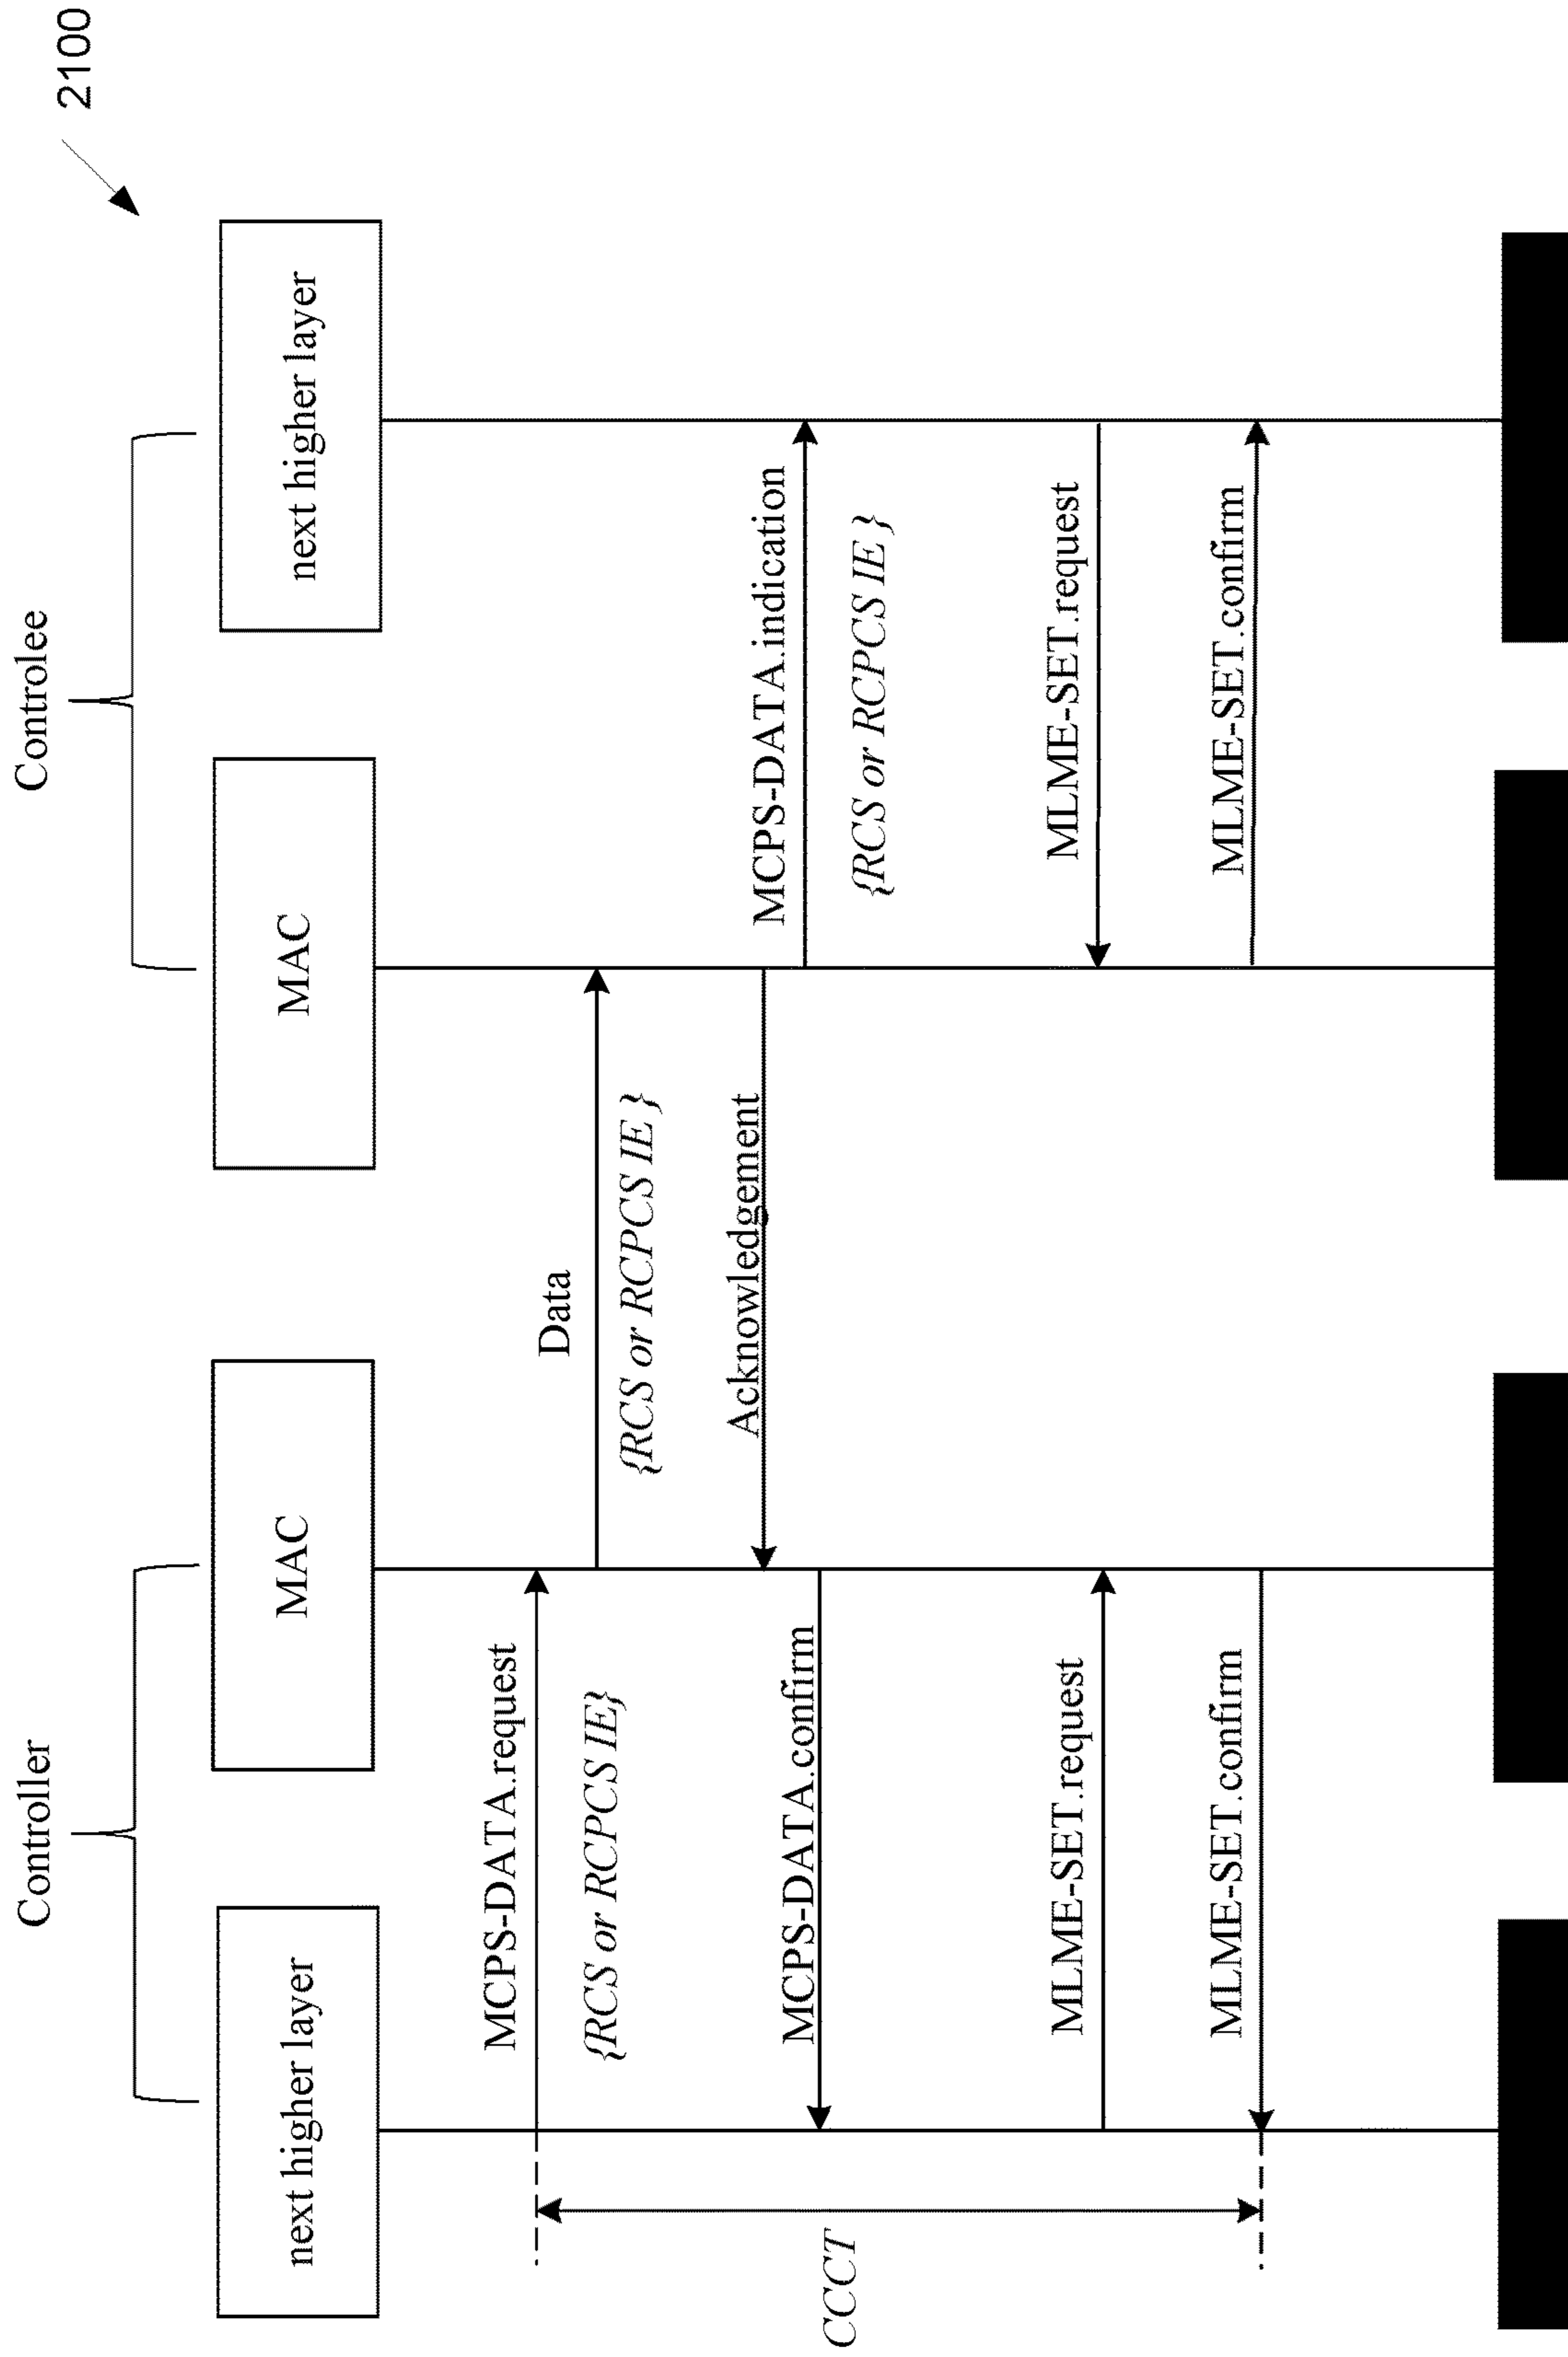 2100
Controller
Controlee
next higher layer
MAC
MAC
next higher layer
MCPS-DATA.request
{RCS or RCPCS IE}
Data
{RCS or RCPCS IE }
Acknowledgement
MCPS-DATA.indication
{RCS or RCPCS IE }
MCPS-DATA.confirm
CCCT
MLME-SET.request
MLME-SET.request
MLME-SET.confirm
MLME-SET.confirm